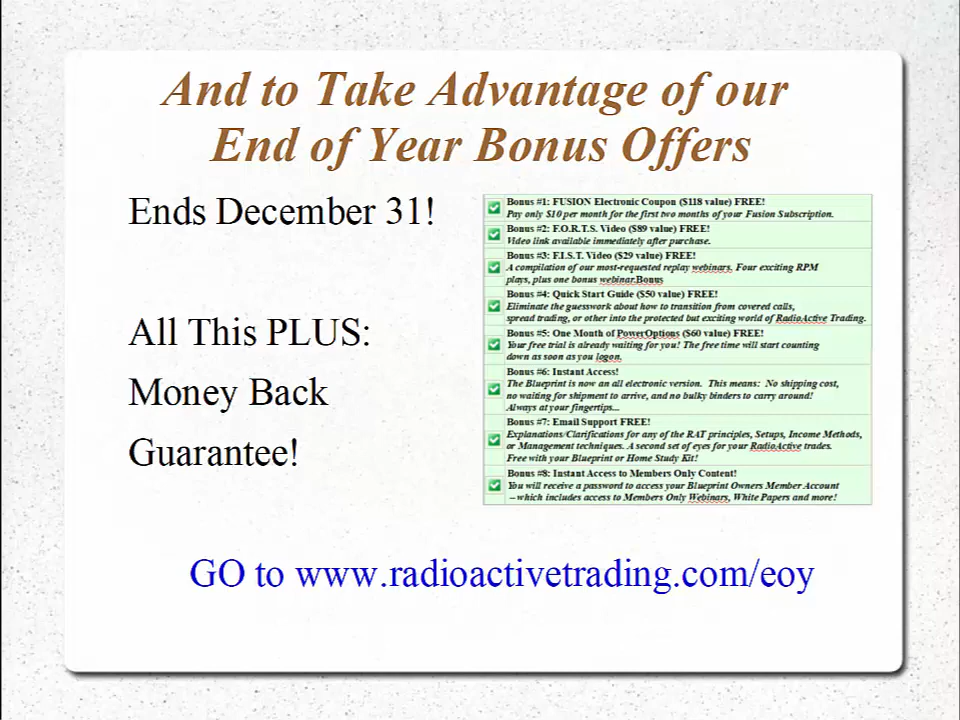 And to Take Advantage of our
End of Year Bonus Offers
Ends December 31!
All This PLUS:
Money Back
Guarantee!
Bonus #1: FUSION Electronic Coupon ($118 value) FREE!
Pay only $10 per month for the first two months of your Fusion Subscription.
Bonus #2: F.O.R.T.S. Video ($89 value) FREE!
Video link available immediately after purchase.
Bonus #3: F.I.S.T. Video ($29 value) FREE!
A compilation of our most-requested replay webinars. Four exciting RPM
plays, plus one bonus webinar.Bonus
Bonus #4: Quick Start Guide ($50 value) FREE!
Eliminate the guesswork about how to transition from covered calls,
spread trading, or other into the protected but exciting world of RadioActive Trading.
Bonus #5: One Month of PowerOptions ($60 value) FREE!
Your free trial is already waiting for you! The free time will start counting
down as soon as you logon.
Bonus #6: Instant Access!
The Blueprint is now an all electronic version. This means: No shipping cost,
no waiting for shipment to arrive, and no bulky binders to carry around!
Always at your fingertips...
Bonus #7: Email Support FREE!
Explanations/Clarifications for any of the RAT principles, Setups, Income Methods,
or Management techniques. A second set of eyes for your RadioActive trades.
Free with your Blueprint or Home Study Kit!
Bonus #8: Instant Access to Members Only Content!
You will receive a password to access your Blueprint Owners Member Account
– which includes access to Members Only Webinars, White Papers and more!
GO to www.radioactivetrading.com/eoy